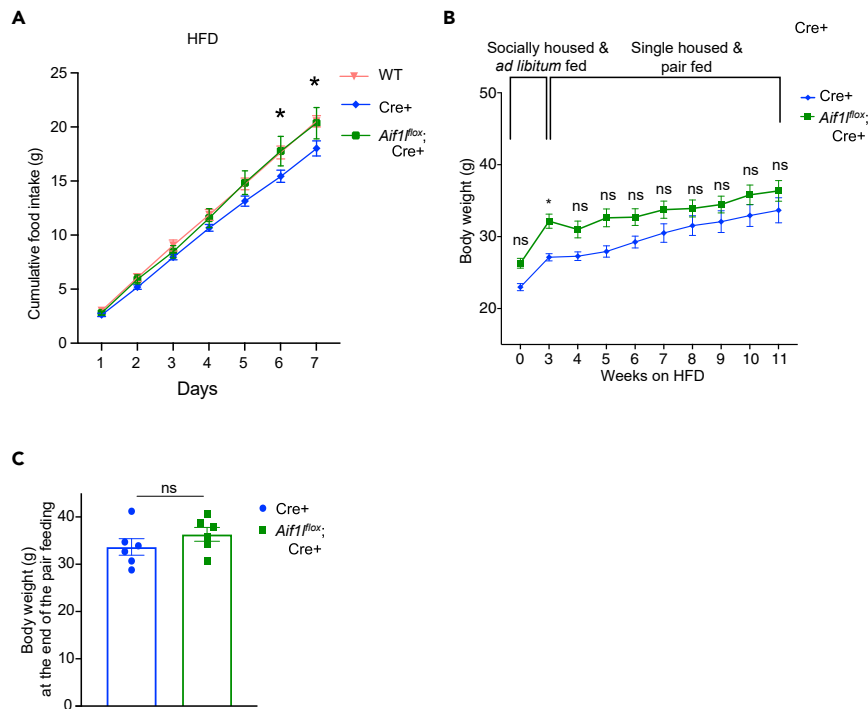 A
HFD
Cumulative food intake (g)
25
20
15
10
5
0
1 2 3 4 5 6 7
Days
*
*
WT
Cre+
Aif1lflox;
Cre+
B
Cre+
Socially housed &
ad libitum fed
Single housed &
pair fed
Body weight (g)
50
40
30
20
ns * ns ns ns ns ns ns ns ns
0 3 4 5 6 7 8 9 10 11
Weeks on HFD
Cre+
Aif1lflox;
Cre+
C
Body weight (g)
at the end of the pair feeding
40
30
20
10
0
ns
Cre+
Aif1lflox;
Cre+